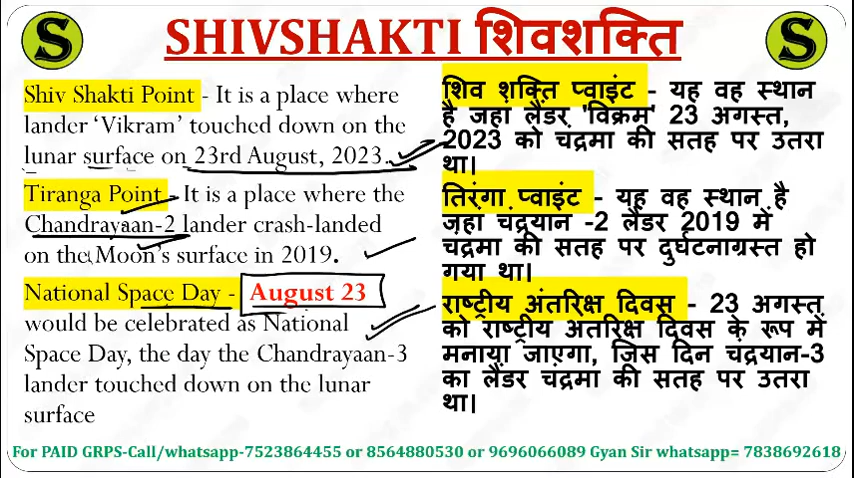 S
SHIVSHAKTI शिवशक्ति
S
Shiv Shakti Point - It is a place where
lander ‘Vikram’ touched down on the
lunar surface on 23rd August, 2023.
Tiranga Point - It is a place where the
Chandrayaan-2 lander crash-landed
on the Moon's surface in 2019.
National Space Day - August 23
would be celebrated as National
Space Day, the day the Chandrayaan-3
lander touched down on the lunar
surface
शिव शक्ति प्वाइंट - यह वह स्थान
है जहां लैंडर 'विक्रम' 23 अगस्त,
2023 को चंद्रमा की सतह पर उतरा
था।
तिरंगा प्वाइंट - यह वह स्थान है
जहां चंद्रयान -2 लैंडर 2019 में
चंद्रमा की सतह पर दुर्घटनाग्रस्त हो
गया था।
राष्ट्रीय अंतरिक्ष दिवस - 23 अगस्त
को राष्ट्रीय अंतरिक्ष दिवस के रूप में
मनाया जाएगा, जिस दिन चंद्रयान-3
का लैंडर चंद्रमा की सतह पर उतरा
था।
For PAID GRPS-Call/whatsapp-7523864455 or 8564880530 or 9696066089 Gyan Sir whatsapp= 7838692618